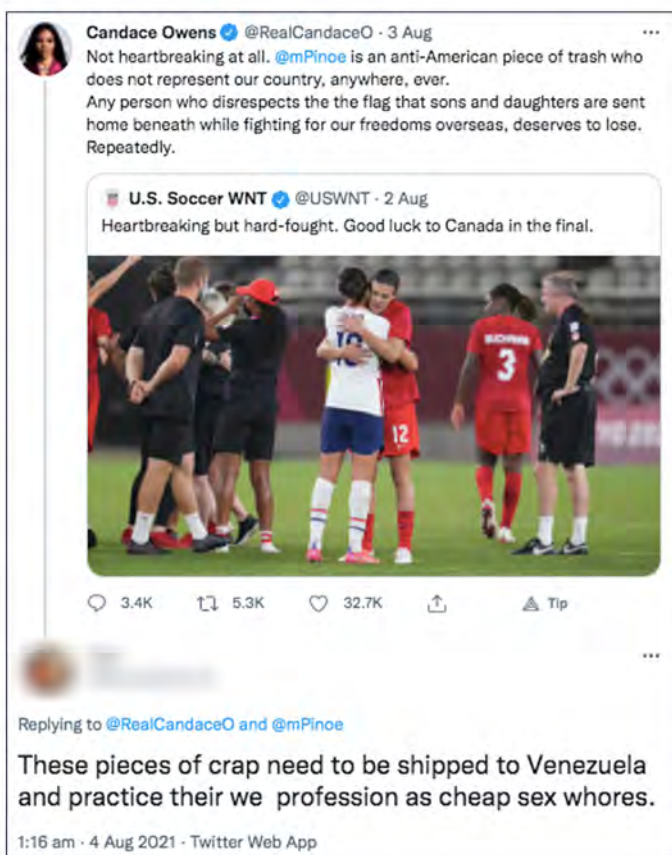 Candace Owens @RealCandaceO · 3 Aug
Not heartbreaking at all. @mPinoe is an anti-American piece of trash who
does not represent our country, anywhere, ever.
Any person who disrespects the the flag that sons and daughters are sent
home beneath while fighting for our freedoms overseas, deserves to lose.
Repeatedly.
U.S. Soccer WNT @USWNT · 2 Aug
Heartbreaking but hard-fought. Good luck to Canada in the final.
BUCHANAN
3
12
3.4K 5.3K 32.7K Tip
Replying to @RealCandaceO and @mPinoe
These pieces of crap need to be shipped to Venezuela
and practice their we profession as cheap sex whores.
1:16 am · 4 Aug 2021 · Twitter Web App